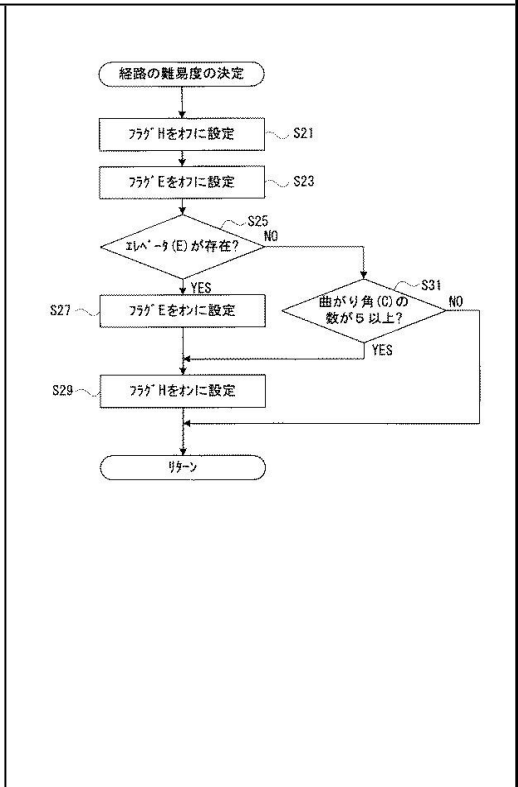 経路の難易度の決定
ﾌﾗｸﾞHをｵﾌに設定
S21
ﾌﾗｸﾞEをｵﾌに設定
S23
S25
ｴﾚﾍﾞｰﾀ(E)が存在?
NO
YES
S27
ﾌﾗｸﾞEをｵﾝに設定
S31
曲がり角(C)の
数が5以上?
NO
YES
S29
ﾌﾗｸﾞHをｵﾝに設定
ﾘﾀｰﾝ